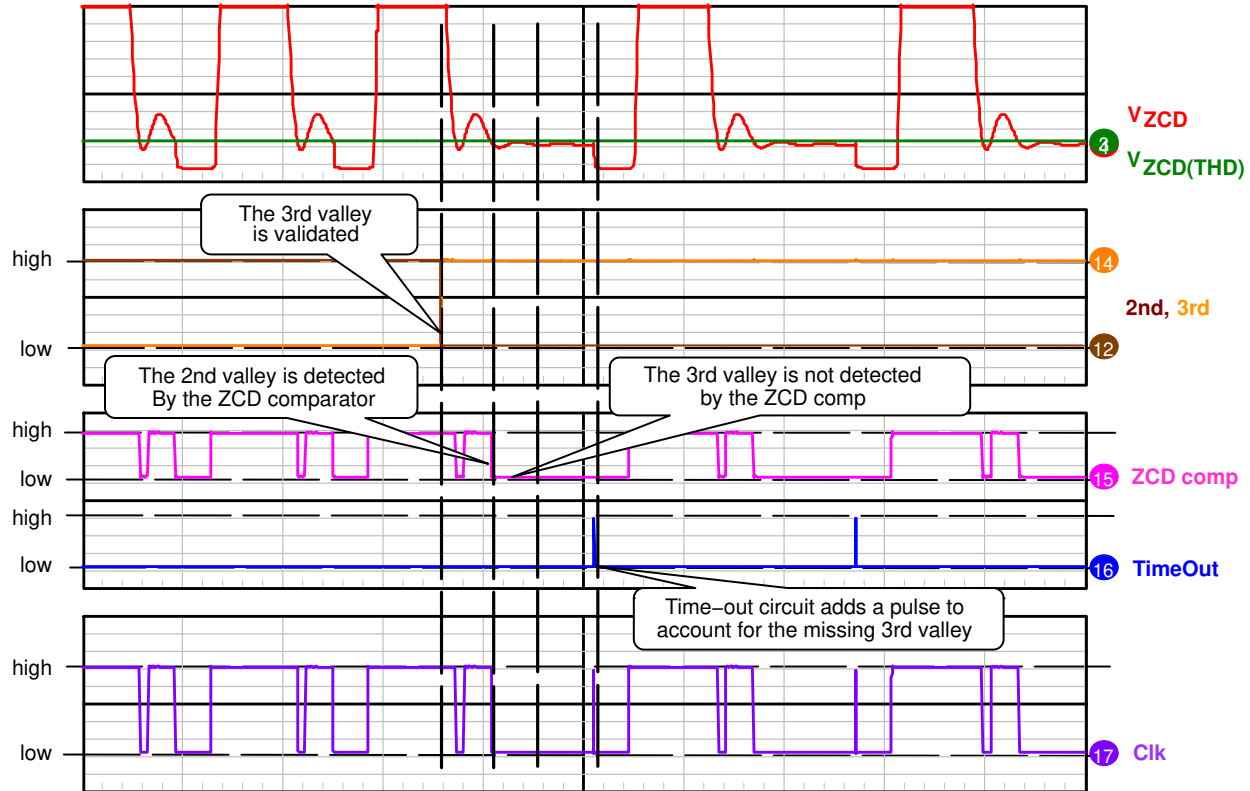 VZCD
3
4
VZCD(THD)
The 3rd valley
is validated
high
14
2nd, 3rd
low
12
The 2nd valley is detected
By the ZCD comparator
The 3rd valley is not detected
by the ZCD comp
high
low
15 ZCD comp
high
low
16 TimeOut
Time−out circuit adds a pulse to
account for the missing 3rd valley
high
low
17 Clk